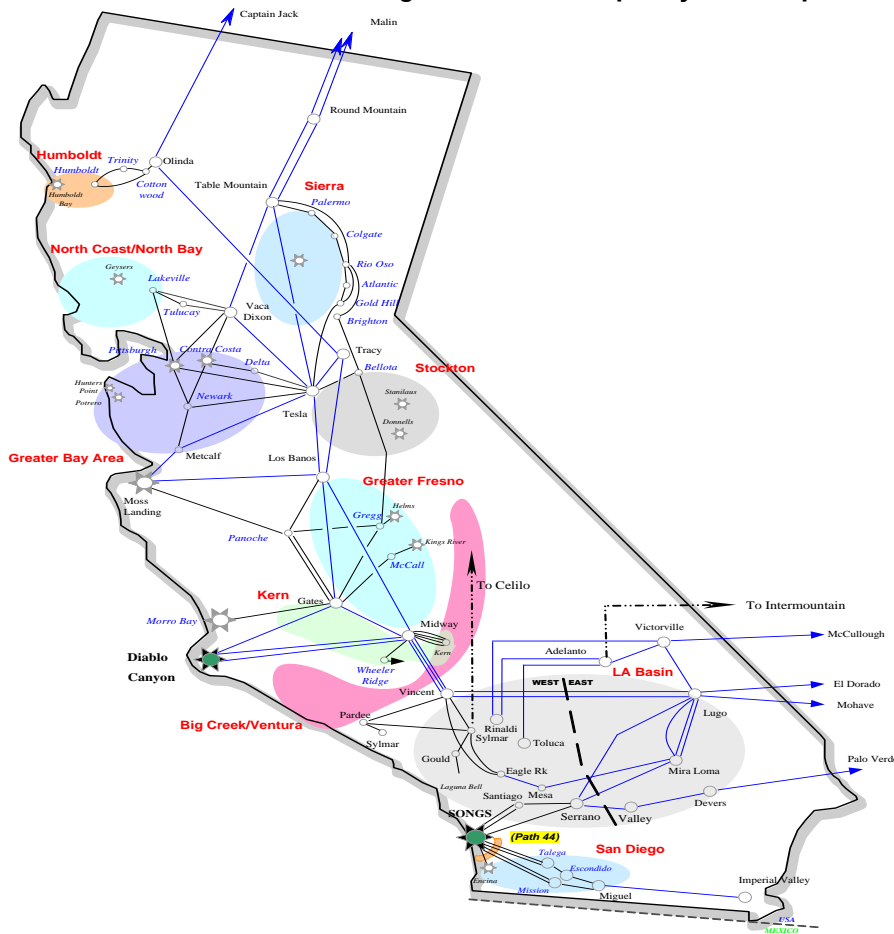 Captain Jack
Malin
Round Mountain
Humboldt
Humboldt
Trinity
Olinda
Cotton
wood
Humboldt
Bay
Table Mountain
Sierra
Palermo
Colgate
North Coast/North Bay
Geysers
Lakeville
Rio Oso
Atlantic
Gold Hill
Tulucay
Vaca
Dixon
Brighton
Pittsburgh
Contra Costa
Tracy
Delta
Bellota
Stockton
Hunters
Point
Potrero
Newark
Stanilaus
Tesla
Donnells
Greater Bay Area
Metcalf
Los Banos
Greater Fresno
Moss
Landing
Helms
Gregg
Panoche
Kings River
McCall
To Celilo
Kern
Gates
To Intermountain
Morro Bay
Midway
Victorville
McCullough
Kern
Adelanto
Diablo
Canyon
Wheeler
Ridge
LA Basin
WEST
EAST
El Dorado
Vincent
Mohave
Lugo
Big Creek/Ventura
Pardee
Rinaldi
Sylmar
Sylmar
Toluca
Gould
Palo Verde
Eagle Rk
Mira Loma
Laguna Bell
Mesa
Devers
Santiago
SONGS
Serrano
Valley
(Path 44)
San Diego
Talega
Escondido
Encina
Mission
Miguel
Imperial Valley
USA
MEXICO